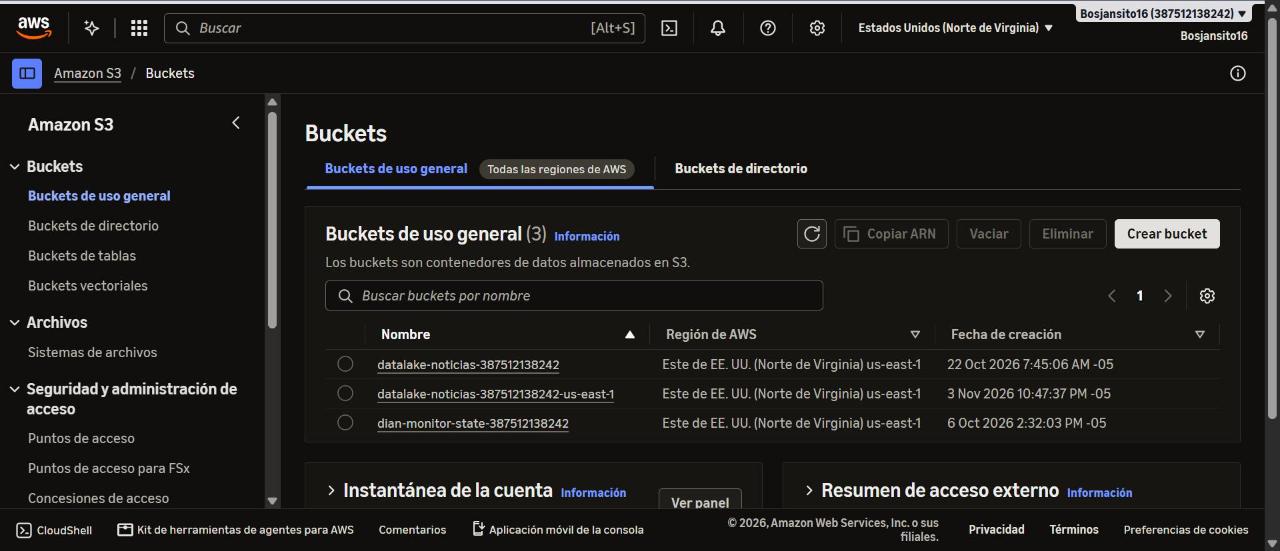 aws
Buscar
[Alt+S]
Estados Unidos (Norte de Virginia) ▼
Bosjansito16 (387512138242) ▼
Bosjansito16
Amazon S3 / Buckets
Amazon S3
Buckets
Buckets de uso general
Buckets de directorio
Buckets de tablas
Buckets vectoriales
Archivos
Sistemas de archivos
Seguridad y administración de
acceso
Puntos de acceso
Puntos de acceso para FSx
Concesiones de acceso
Buckets
Buckets de uso general
Todas las regiones de AWS
Buckets de directorio
Buckets de uso general (3) Información
Copiar ARN
Vaciar
Eliminar
Crear bucket
Los buckets son contenedores de datos almacenados en S3.
Buscar buckets por nombre
1
Nombre
Región de AWS
Fecha de creación
datalake-noticias-387512138242
Este de EE. UU. (Norte de Virginia) us-east-1
22 Oct 2026 7:45:06 AM -05
datalake-noticias-387512138242-us-east-1
Este de EE. UU. (Norte de Virginia) us-east-1
3 Nov 2026 10:47:37 PM -05
dian-monitor-state-387512138242
Este de EE. UU. (Norte de Virginia) us-east-1
6 Oct 2026 2:32:03 PM -05
Instantánea de la cuenta Información
Ver panel
Resumen de acceso externo Información
CloudShell
Kit de herramientas de agentes para AWS
Comentarios
Aplicación móvil de la consola
© 2026, Amazon Web Services, Inc. o sus
filiales.
Privacidad
Términos
Preferencias de cookies